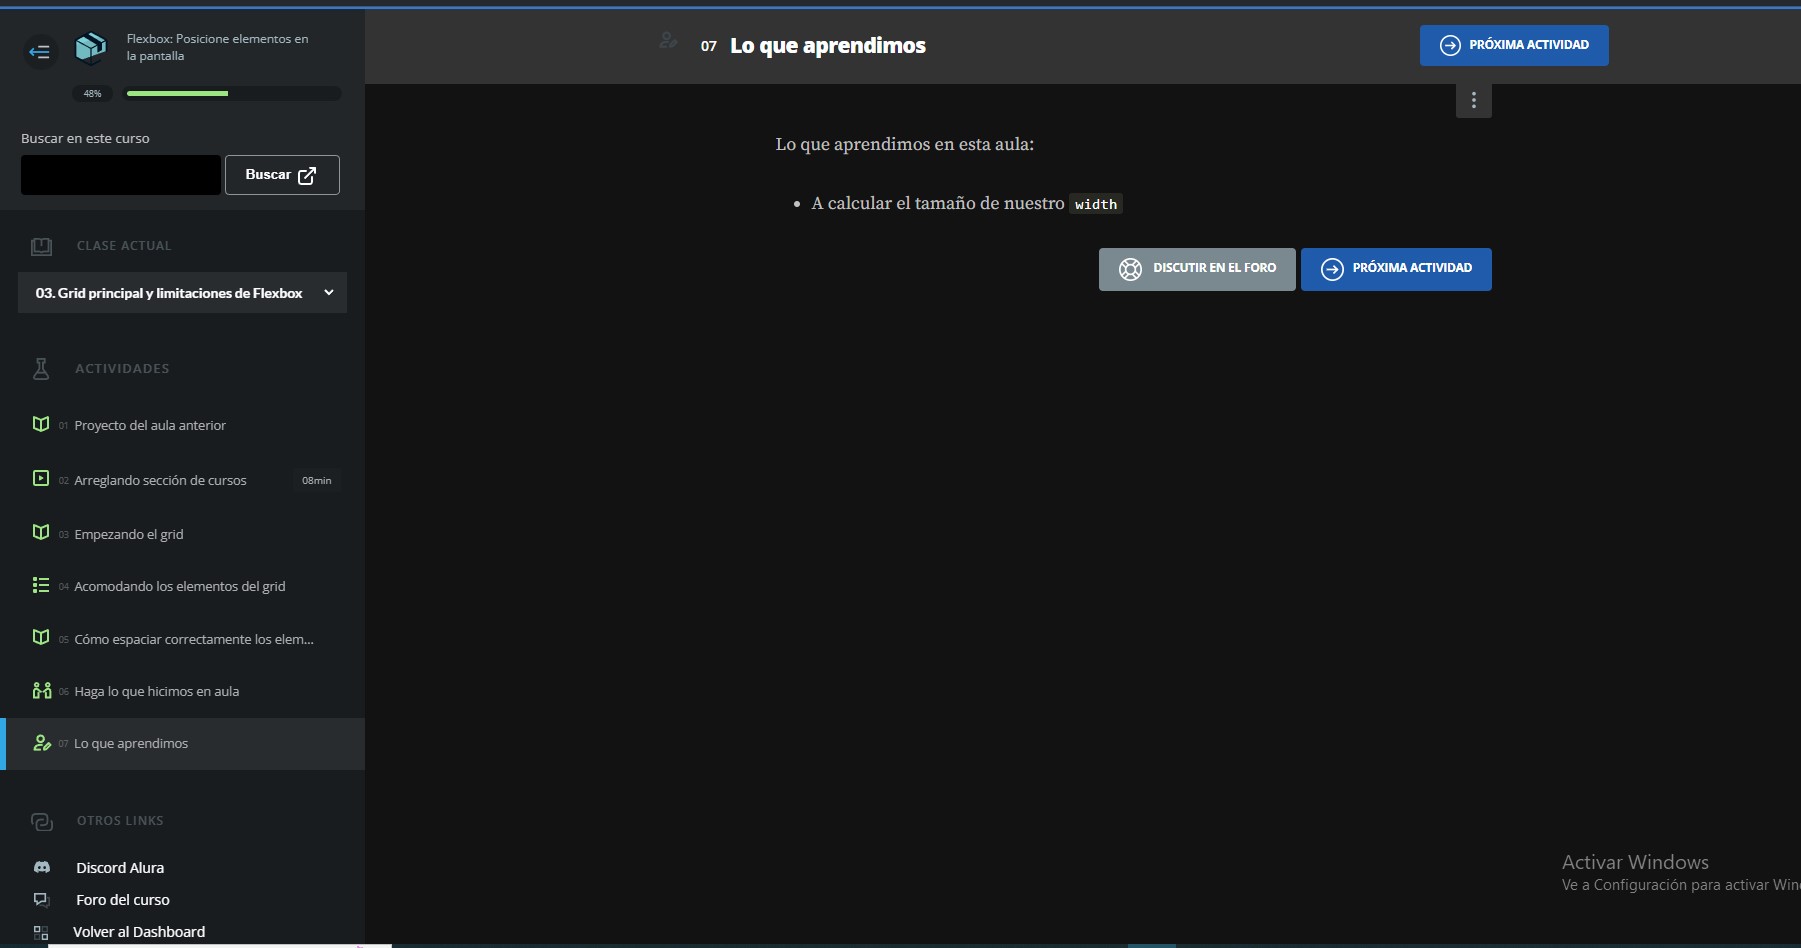 Flexbox: Posicione elementos en
la pantalla
48%
Buscar en este curso
Buscar
CLASE ACTUAL
03. Grid principal y limitaciones de Flexbox
ACTIVIDADES
01 Proyecto del aula anterior
02 Arreglando sección de cursos 08min
03 Empezando el grid
04 Acomodando los elementos del grid
05 Cómo espaciar correctamente los elem...
06 Haga lo que hicimos en aula
07 Lo que aprendimos
OTROS LINKS
Discord Alura
Foro del curso
Volver al Dashboard
07 Lo que aprendimos
PRÓXIMA ACTIVIDAD
Lo que aprendimos en esta aula:
• A calcular el tamaño de nuestro width
DISCUTIR EN EL FORO
PRÓXIMA ACTIVIDAD
Activar Windows
Ve a Configuración para activar Win